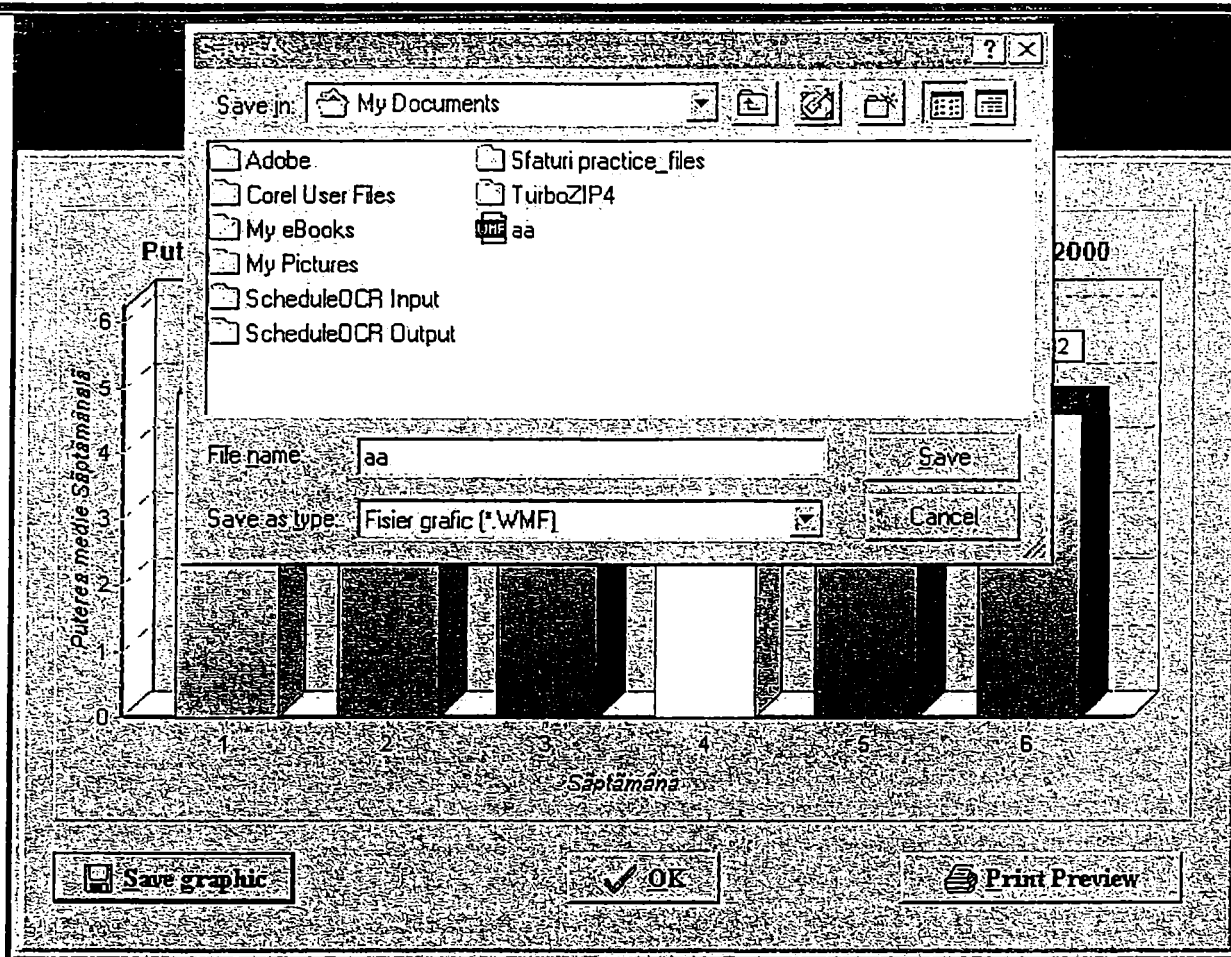 Save in: My Documents
Adobe
Corel User Files
My eBooks
My Pictures
ScheduleOCR Input
ScheduleOCR Output
Sfaturi practice_files
TurboZIP4
WMF aa
File name: aa Save
Save as type: Fisier grafic (*.WMF) Cancel
Put 2000
2
Puterea medie Săptămânală
6
5
4
3
2
1
0
1 2 3 4 5 6
Săptămâna
Save graphic OK Print Preview